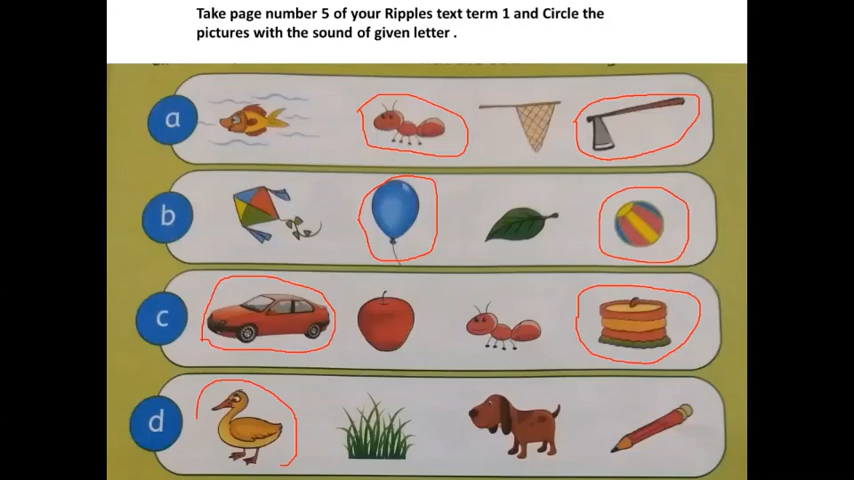 Take page number 5 of your Ripples text term 1 and Circle the
pictures with the sound of given letter .
a
b
c
d